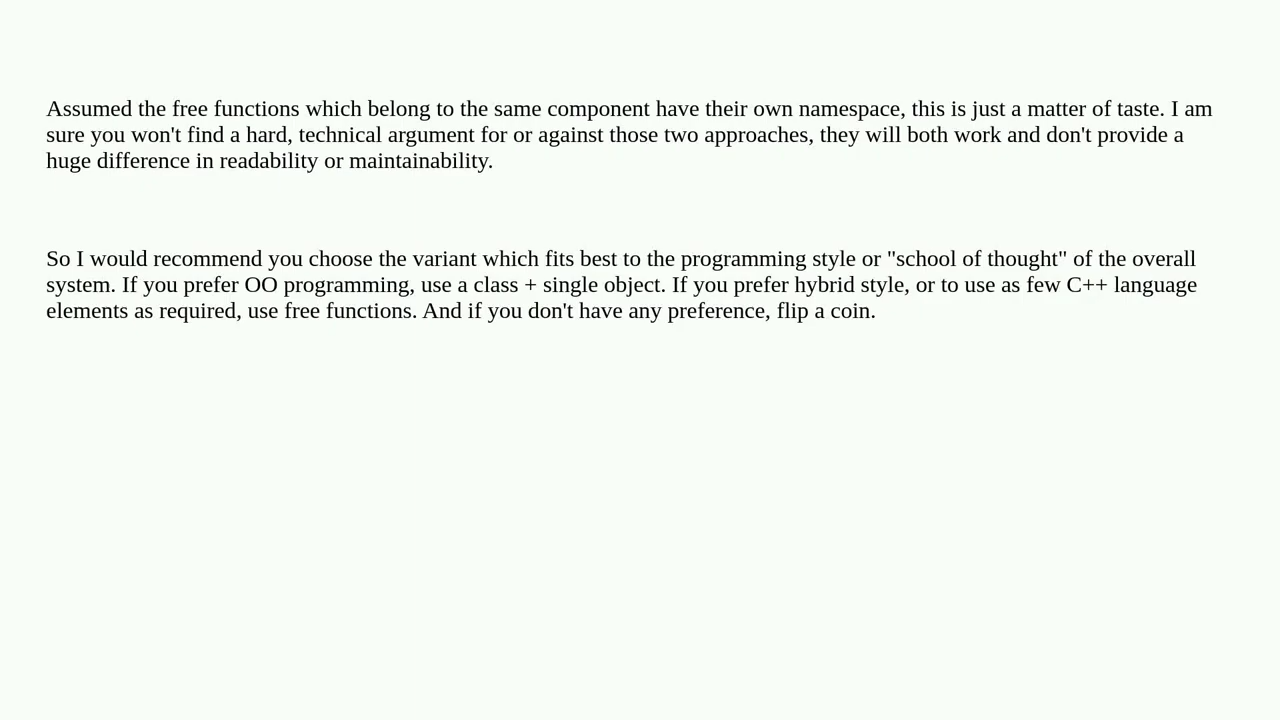 Assumed the free functions which belong to the same component have their own namespace, this is just a matter of taste. I am
sure you won't find a hard, technical argument for or against those two approaches, they will both work and don't provide a
huge difference in readability or maintainability.
So I would recommend you choose the variant which fits best to the programming style or "school of thought" of the overall
system. If you prefer OO programming, use a class + single object. If you prefer hybrid style, or to use as few C++ language
elements as required, use free functions. And if you don't have any preference, flip a coin.